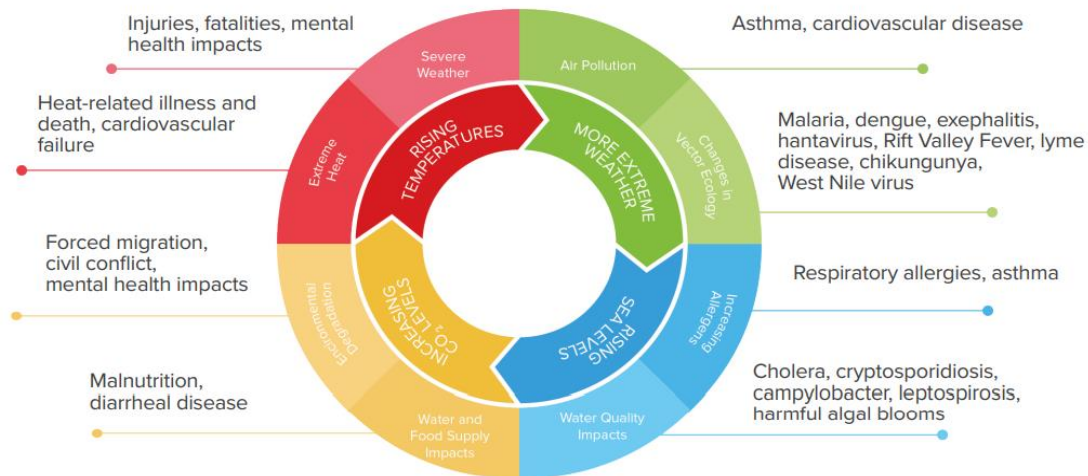 Injuries, fatalities, mental
health impacts
Asthma, cardiovascular disease
Severe
Weather
Air Pollution
Heat-related illness and
death, cardiovascular
failure
Extreme
Heat
RISING
TEMPERATURES
MORE EXTREME
WEATHER
Changes in
Vector Ecology
Malaria, dengue, exephalitis,
hantavirus, Rift Valley Fever, lyme
disease, chikungunya,
West Nile virus
Forced migration,
civil conflict,
mental health impacts
Encironmental
Degradation
INCREASING
CO₂ LEVELS
RISING
SEA LEVELS
Increasing
Allergens
Respiratory allergies, asthma
Malnutrition,
diarrheal disease
Water and
Food Supply
Impacts
Water Quality
Impacts
Cholera, cryptosporidiosis,
campylobacter, leptospirosis,
harmful algal blooms